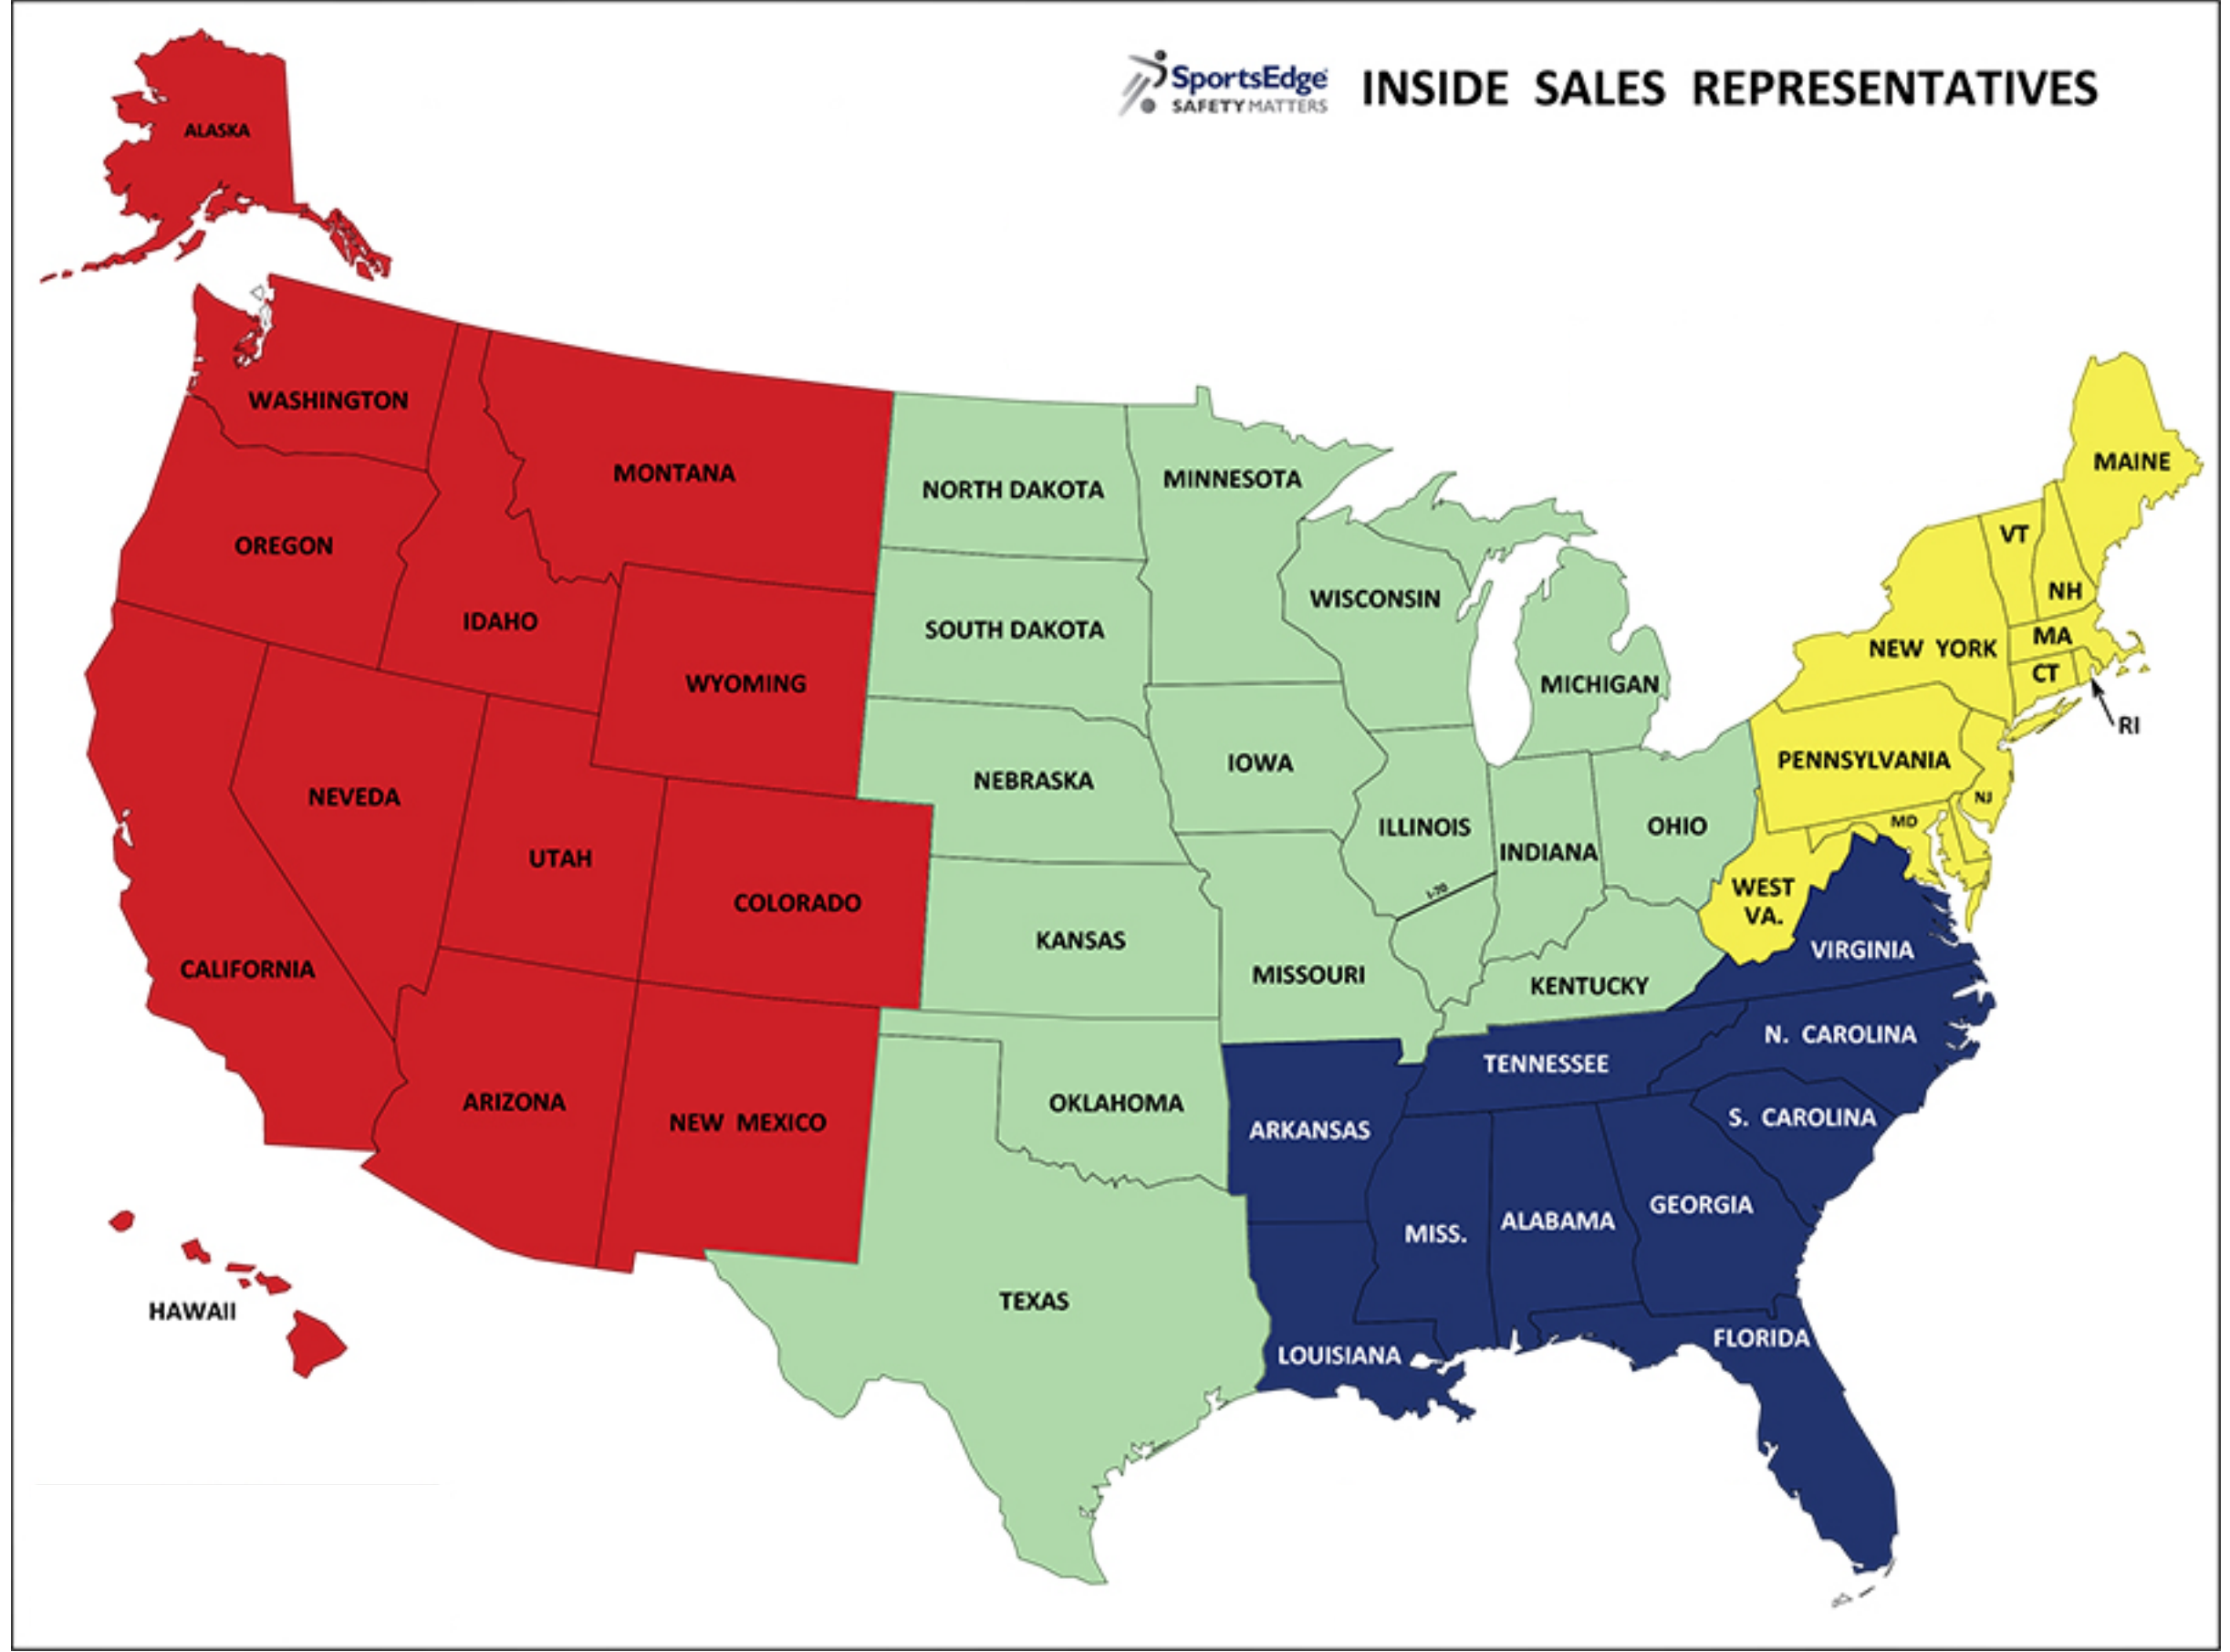 SportsEdge
SAFETY MATTERS
INSIDE SALES REPRESENTATIVES
ALASKA
WASHINGTON
MONTANA
NORTH DAKOTA
MINNESOTA
MAINE
OREGON
VT
IDAHO
WISCONSIN
NH
SOUTH DAKOTA
MA
NEW YORK
CT
WYOMING
MICHIGAN
RI
NEVEDA
NEBRASKA
IOWA
PENNSYLVANIA
NJ
UTAH
ILLINOIS
OHIO
MD
INDIANA
COLORADO
I-70
WEST
VA.
KANSAS
VIRGINIA
CALIFORNIA
MISSOURI
KENTUCKY
N. CAROLINA
TENNESSEE
ARIZONA
NEW MEXICO
OKLAHOMA
ARKANSAS
S. CAROLINA
GEORGIA
MISS.
ALABAMA
HAWAII
TEXAS
LOUISIANA
FLORIDA